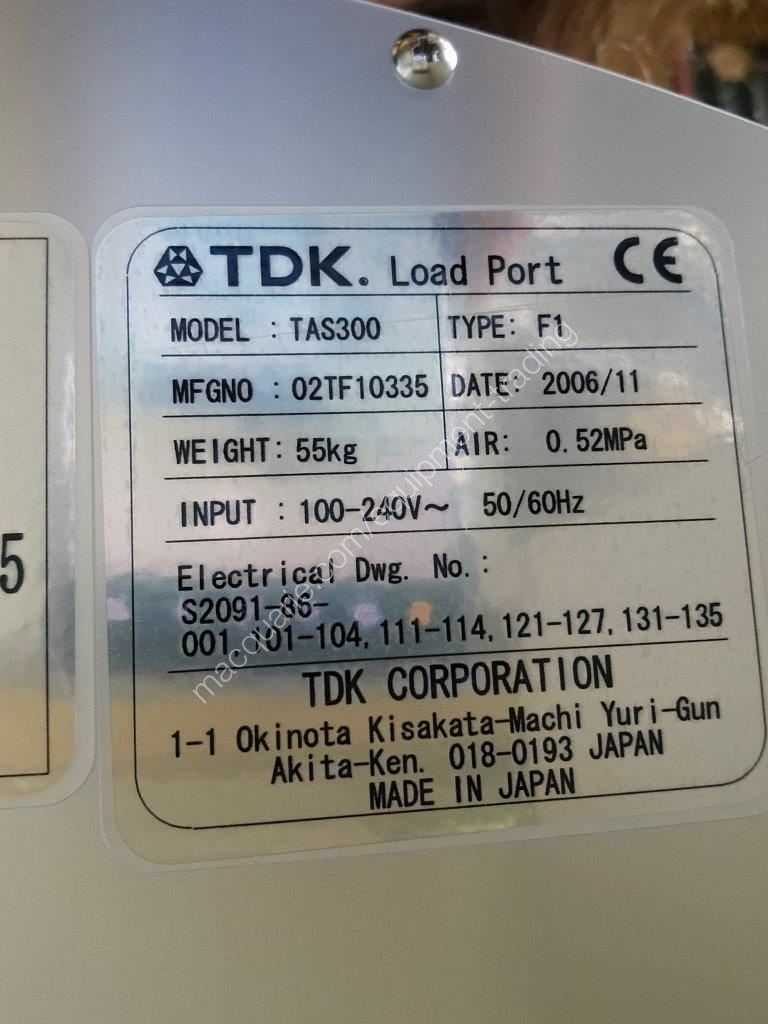 TDK. Load Port CE
MODEL : TAS300 TYPE: F1
MFGNO : 02TF10335 DATE: 2006/11
WEIGHT: 55kg AIR: 0.52MPa
INPUT : 100-240V~ 50/60Hz
Electrical Dwg. No.:
S2091-86-
001, 101-104, 111-114, 121-127, 131-135
TDK CORPORATION
1-1 Okinota Kisakata-Machi Yuri-Gun
Akita-Ken. 018-0193 JAPAN
MADE IN JAPAN
5